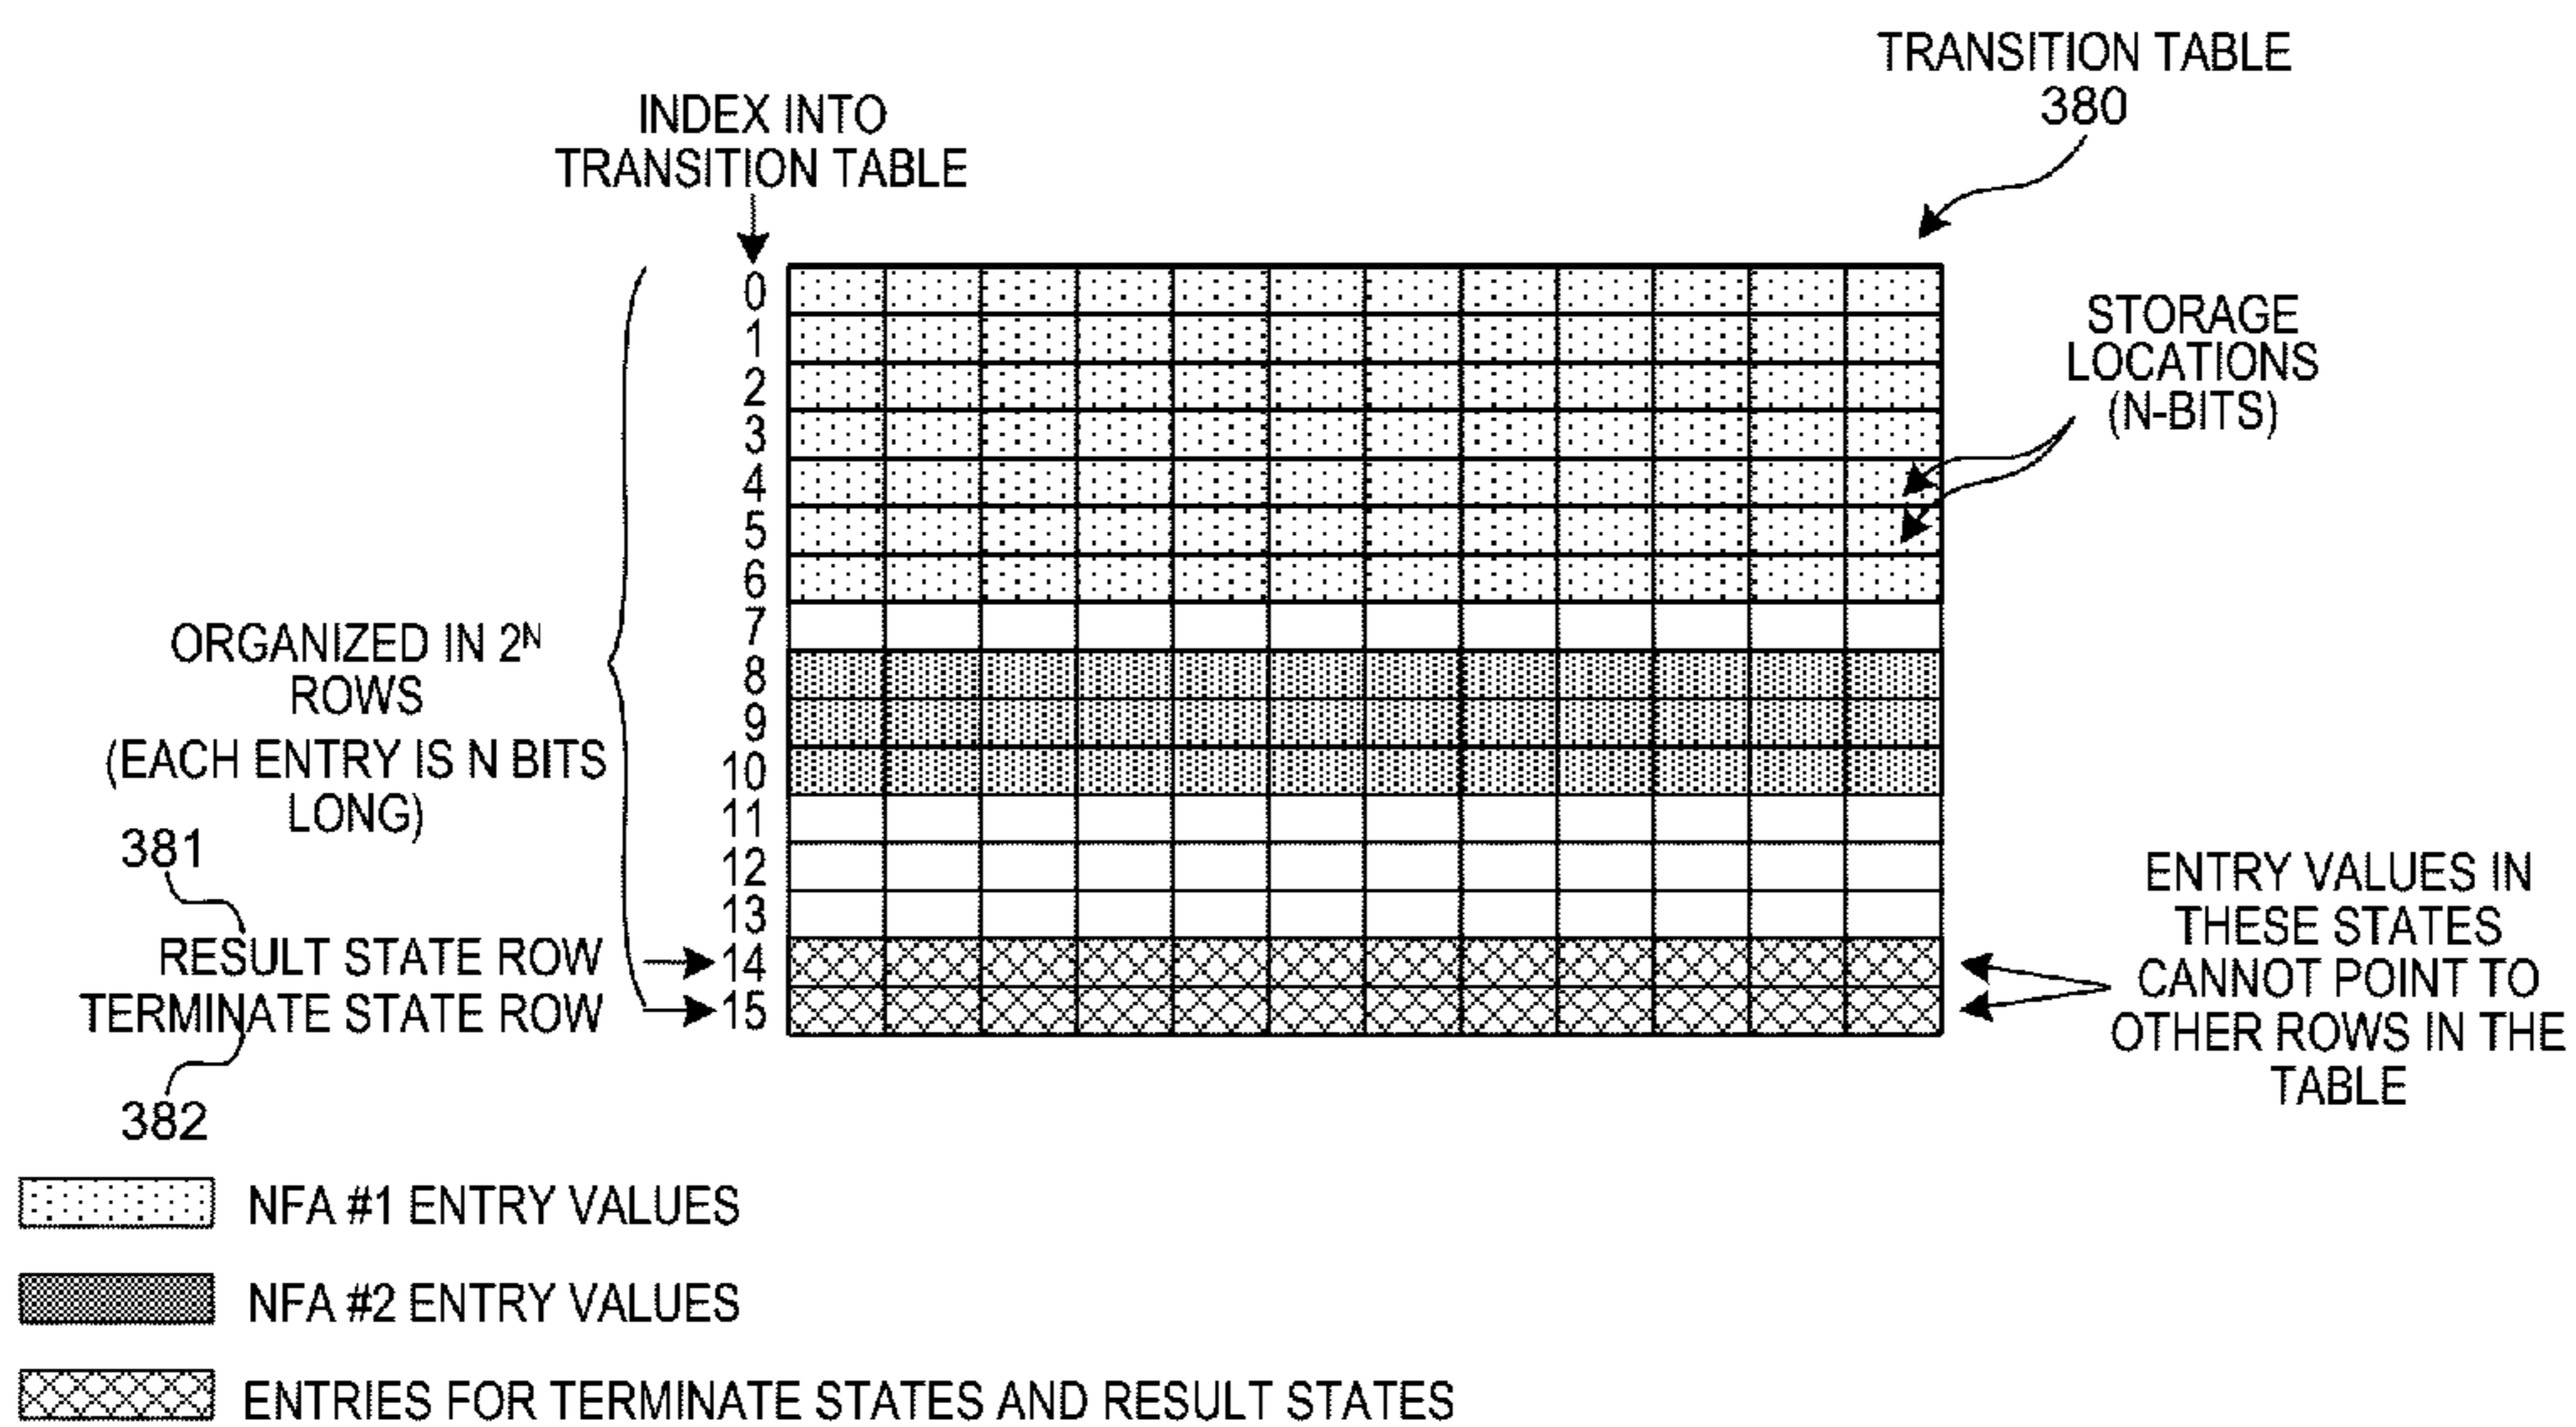 TRANSITION TABLE
380
INDEX INTO
TRANSITION TABLE
0
1
2
3
4
5
6
7
8
9
10
11
12
13
14
15
STORAGE
LOCATIONS
(N-BITS)
ORGANIZED IN 2ᴺ
ROWS
(EACH ENTRY IS N BITS
LONG)
381
RESULT STATE ROW
TERMINATE STATE ROW
382
ENTRY VALUES IN
THESE STATES
CANNOT POINT TO
OTHER ROWS IN THE
TABLE
NFA #1 ENTRY VALUES
NFA #2 ENTRY VALUES
ENTRIES FOR TERMINATE STATES AND RESULT STATES